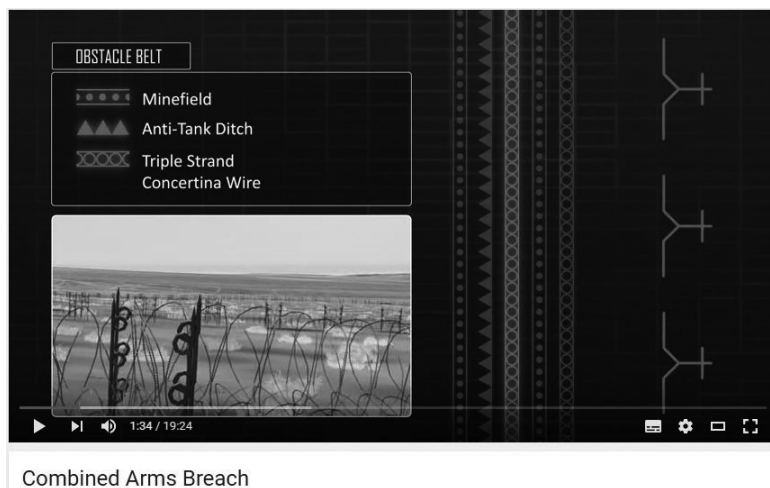 OBSTACLE BELT
Minefield
Anti-Tank Ditch
Triple Strand
Concertina Wire
1:34 / 19:24
Combined Arms Breach